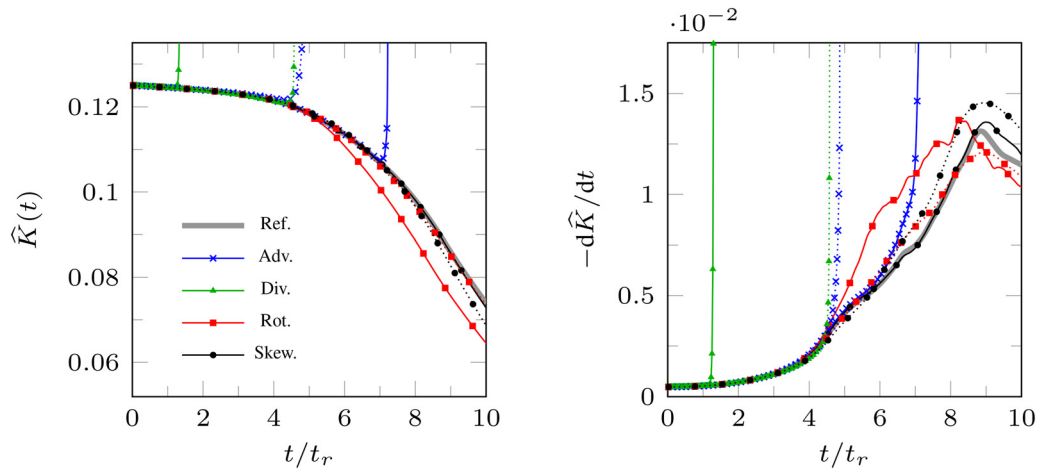 ·10⁻²
0.12
0.1
0.08
0.06
K̂(t)
Ref.
Adv.
Div.
Rot.
Skew.
0 2 4 6 8 10
t/t_r
1.5
1
0.5
0
−dK̂/dt
0 2 4 6 8 10
t/t_r